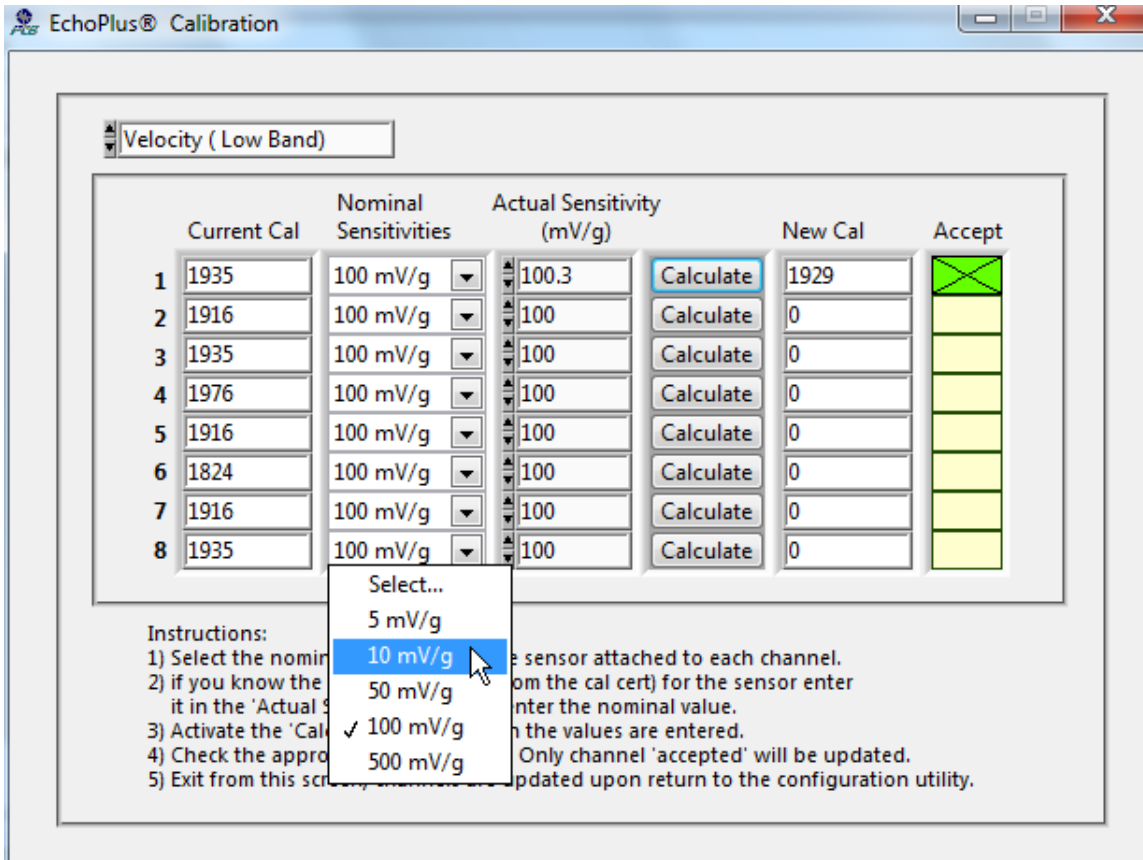 EchoPlus® Calibration
Velocity ( Low Band)
Current Cal Nominal Sensitivities Actual Sensitivity (mV/g) New Cal Accept
1 1935 100 mV/g 100.3 Calculate 1929
2 1916 100 mV/g 100 Calculate 0
3 1935 100 mV/g 100 Calculate 0
4 1976 100 mV/g 100 Calculate 0
5 1916 100 mV/g 100 Calculate 0
6 1824 100 mV/g 100 Calculate 0
7 1916 100 mV/g 100 Calculate 0
8 1935 100 mV/g 100 Calculate 0
Select...
5 mV/g
10 mV/g
50 mV/g
✓ 100 mV/g
500 mV/g
Instructions:
1) Select the sensor attached to each channel.
2) if you know the the cal cert) for the sensor enter
it in the 'Actual enter the nominal value.
3) Activate the the values are entered.
4) Check the Only channel 'accepted' will be updated.
5) Exit from this updated upon return to the configuration utility.